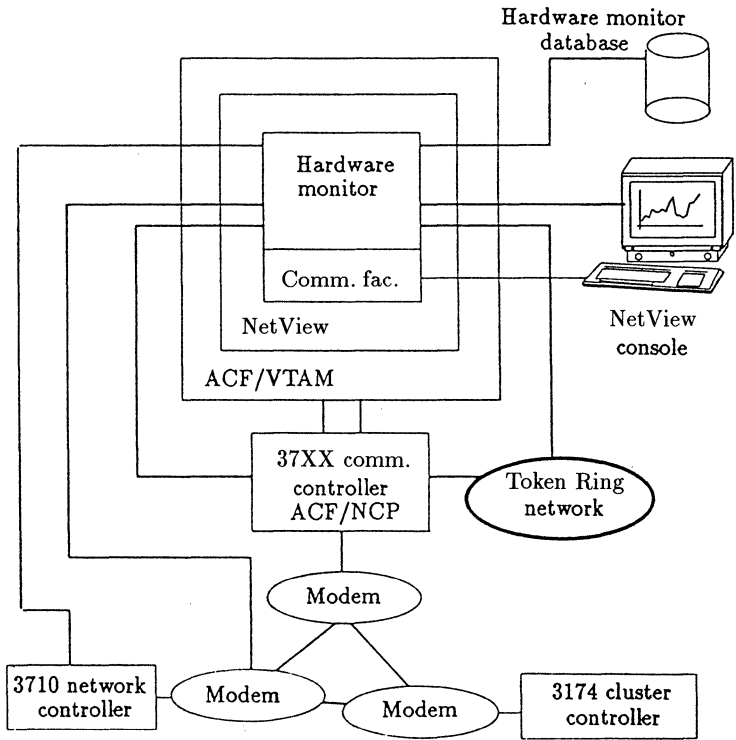 Hardware monitor
database
Hardware
monitor
Comm. fac.
NetView
ACF/VTAM
NetView
console
37XX comm.
controller
ACF/NCP
Token Ring
network
Modem
3710 network
controller
Modem
Modem
3174 cluster
controller